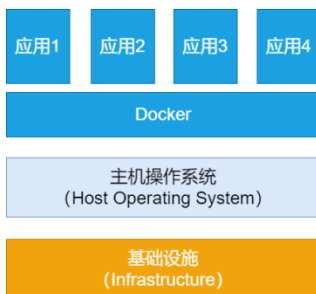 应用1 应用2 应用3 应用4
Docker
主机操作系统
(Host Operating System)
基础设施
(Infrastructure)